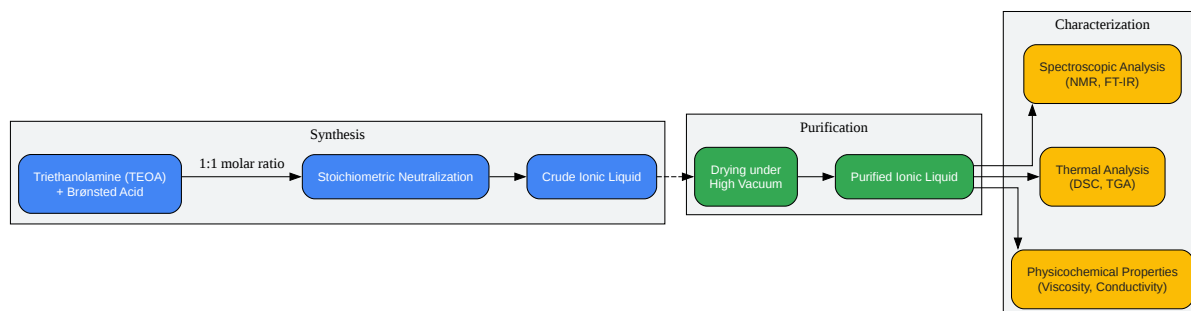 Synthesis
Triethanolamine (TEOA)
+ Brønsted Acid
1:1 molar ratio
Stoichiometric Neutralization
Crude Ionic Liquid
Purification
Drying under
High Vacuum
Purified Ionic Liquid
Characterization
Spectroscopic Analysis
(NMR, FT-IR)
Thermal Analysis
(DSC, TGA)
Physicochemical Properties
(Viscosity, Conductivity)